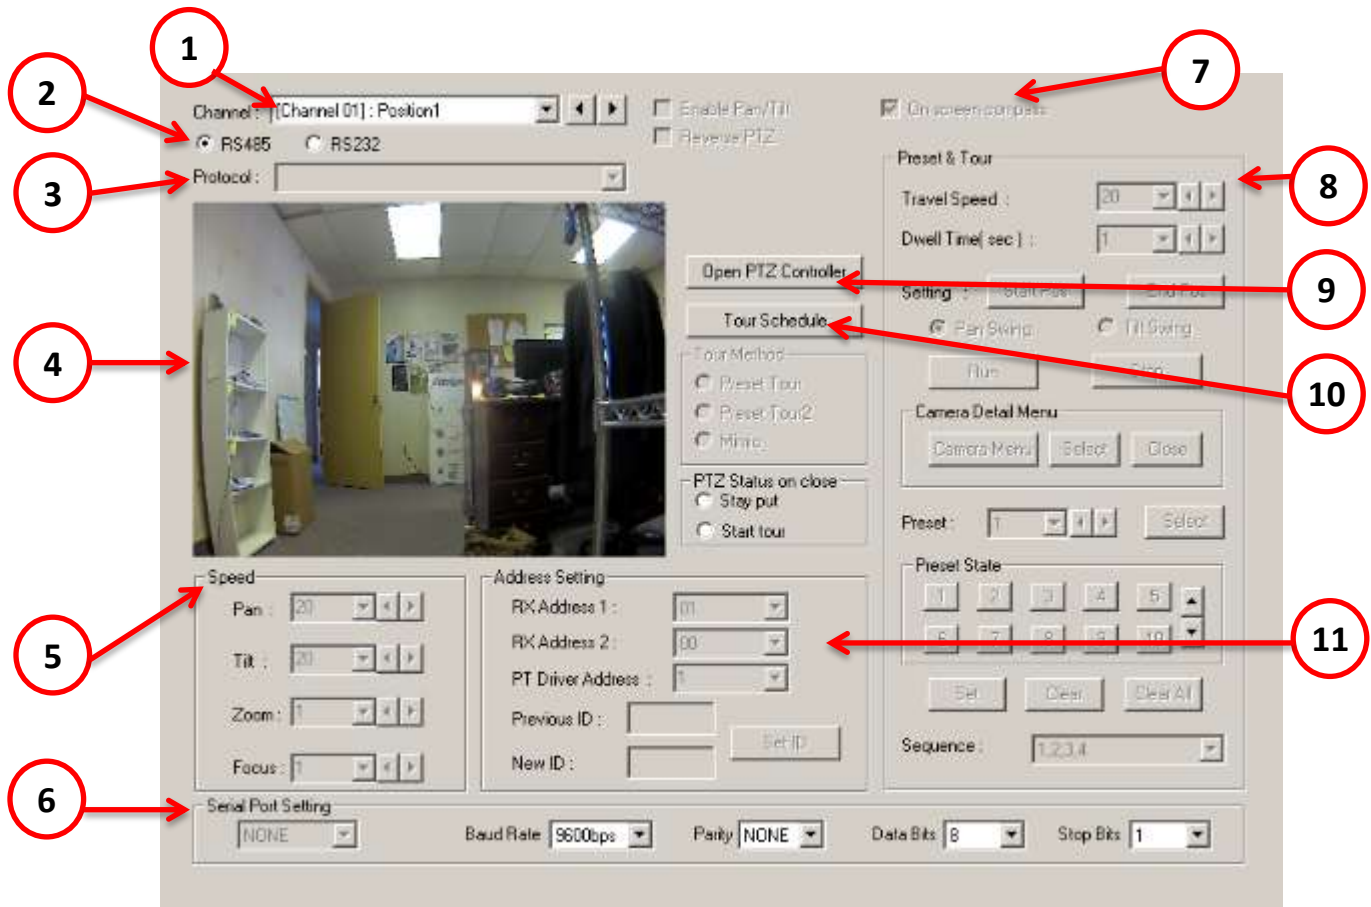 1
2
3
4
5
6
7
8
9
10
11
Channel : [Channel 01] : Position1
Enable Pan/Tilt
On screen compass
RS485 RS232
Reverse PTZ
Protocol :
Preset & Tour
Travel Speed : 20
Dwell Time( sec ) : 1
Setting : Start Pos End Pos
Pan Swing Tilt Swing
Run Stop
Open PTZ Controller
Tour Schedule
Tour Method
Preset Tour
Preset Tour2
Mimic
PTZ Status on close
Stay put
Start tour
Camera Detail Menu
Camera Menu Select Close
Preset : 1 Select
Preset State
1 2 3 4 5
6 7 8 9 10
Set Clear Clear All
Sequence : 1,2,3,4
Speed
Pan : 20
Tilt : 20
Zoom : 1
Focus : 1
Address Setting
RX Address 1 : 01
RX Address 2 : 00
PT Driver Address : 1
Previous ID :
New ID :
Set ID
Serial Port Setting
NONE Baud Rate 9600bps Parity NONE Data Bits 8 Stop Bits 1